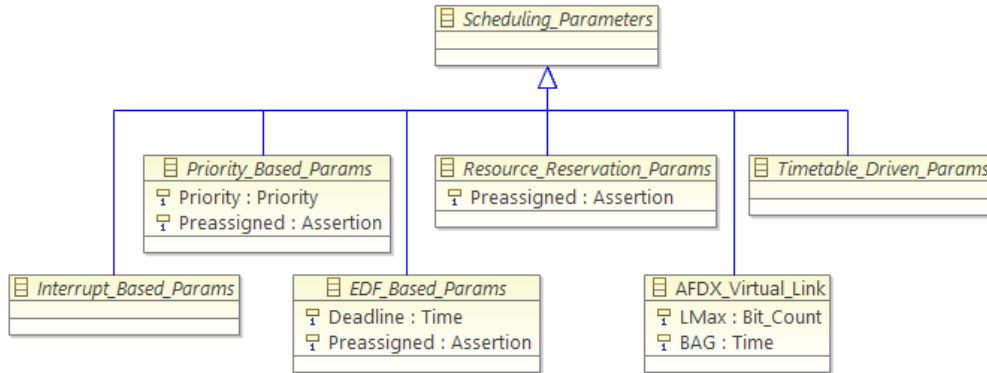 Scheduling_Parameters
Priority_Based_Params
Priority : Priority
Preassigned : Assertion
Resource_Reservation_Params
Preassigned : Assertion
Timetable_Driven_Params
Interrupt_Based_Params
EDF_Based_Params
Deadline : Time
Preassigned : Assertion
AFDX_Virtual_Link
LMax : Bit_Count
BAG : Time